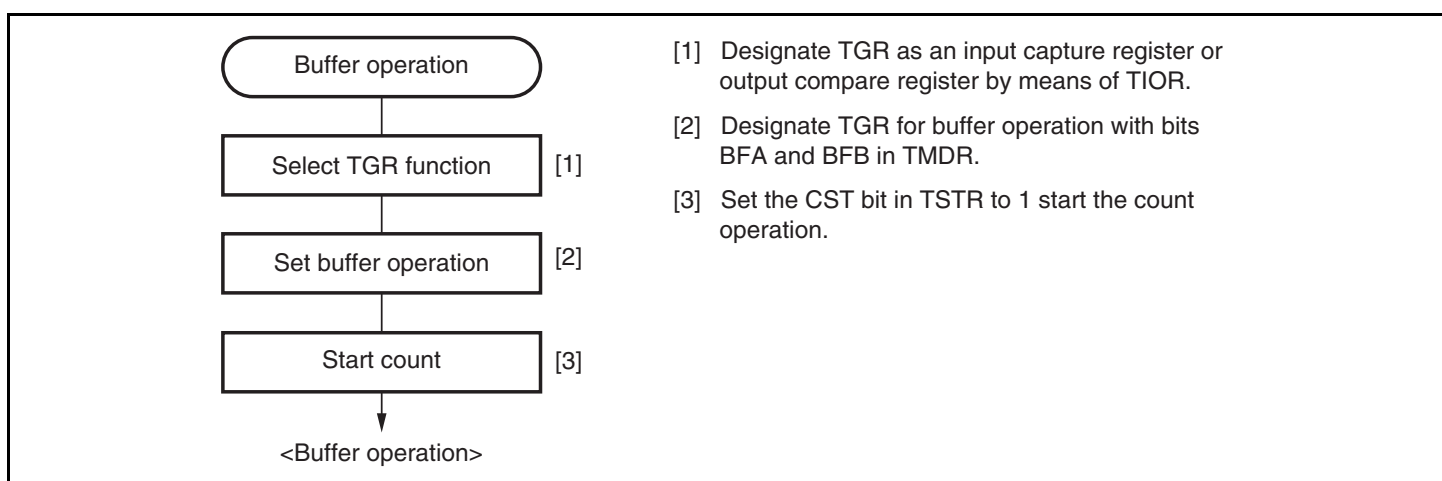 Buffer operation
Select TGR function [1]
Set buffer operation [2]
Start count [3]
<Buffer operation>
[1] Designate TGR as an input capture register or
output compare register by means of TIOR.
[2] Designate TGR for buffer operation with bits
BFA and BFB in TMDR.
[3] Set the CST bit in TSTR to 1 start the count
operation.